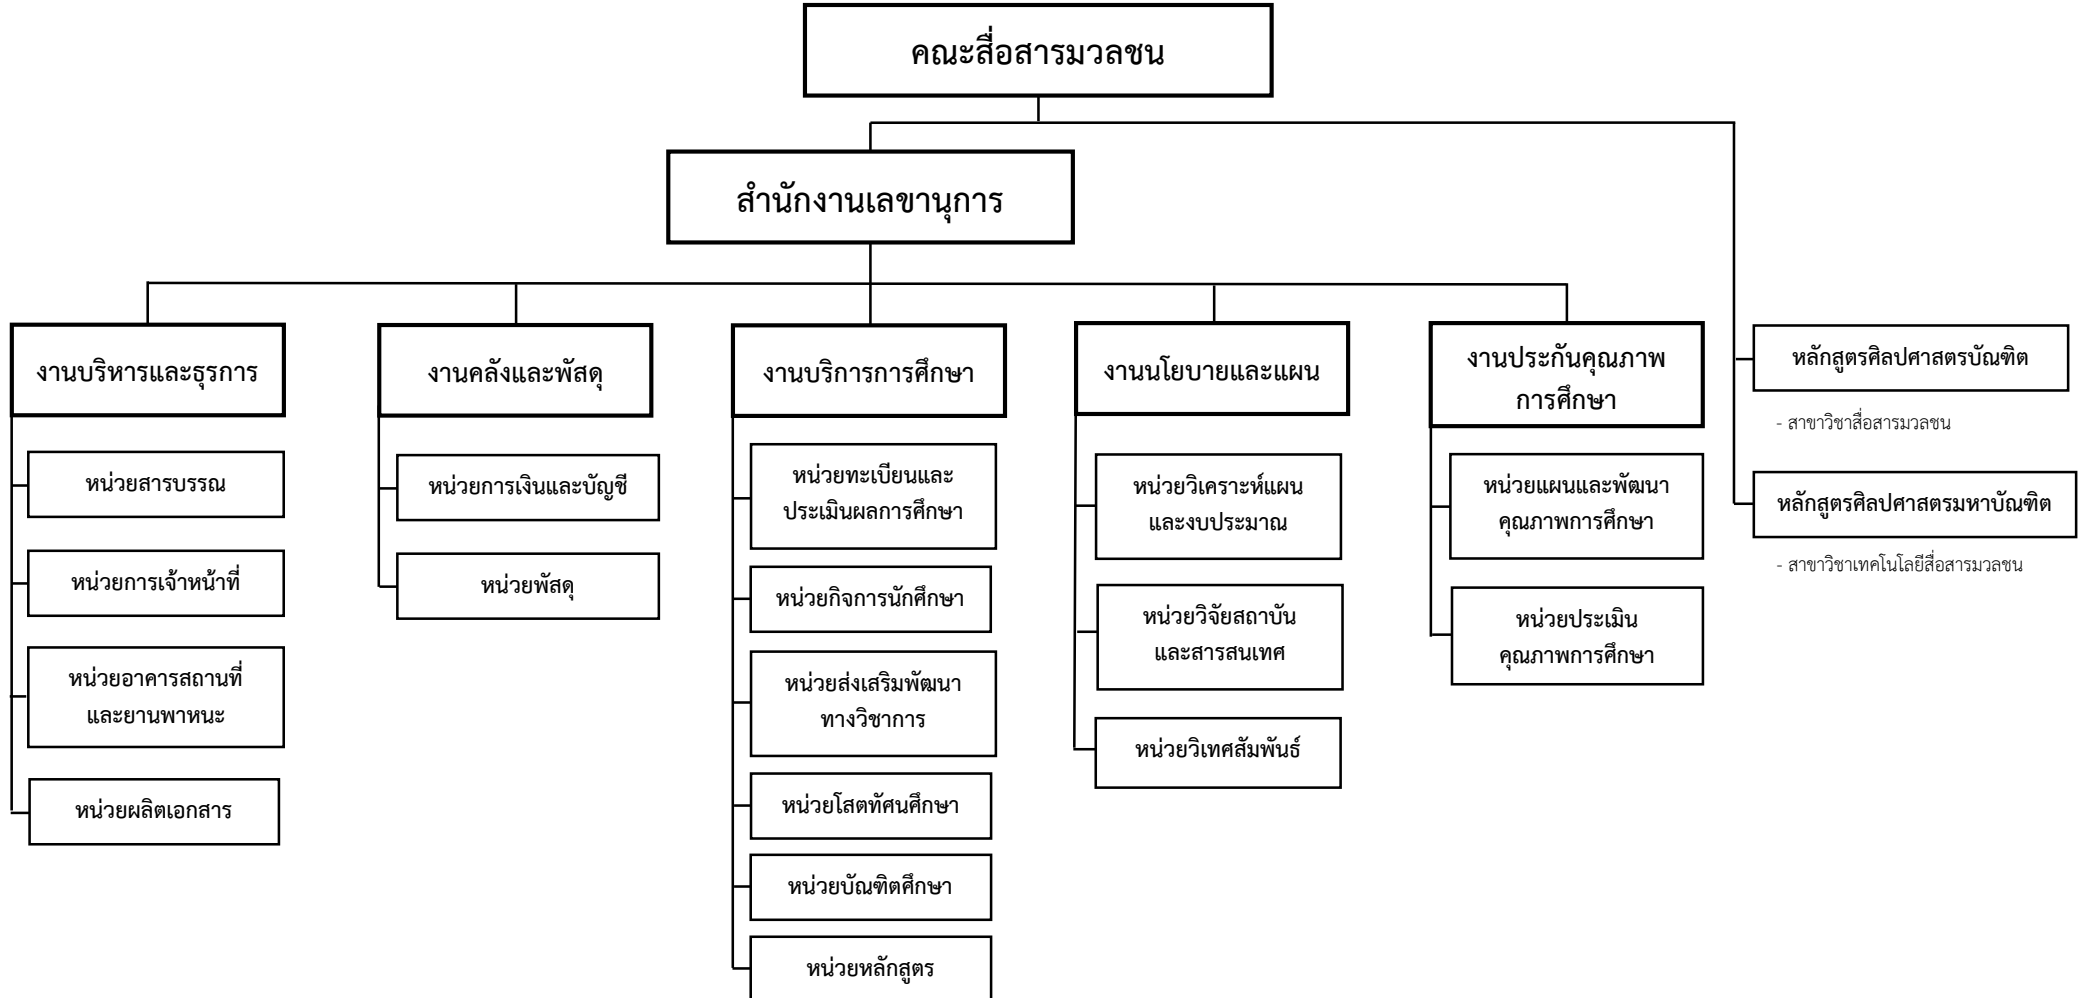 คณะสื่อสารมวลชน
สำนักงานเลขานุการ
งานบริหารและธุรการ
หน่วยสารบรรณ
หน่วยการเจ้าหน้าที่
หน่วยอาคารสถานที่
และยานพาหนะ
หน่วยผลิตเอกสาร
งานคลังและพัสดุ
หน่วยการเงินและบัญชี
หน่วยพัสดุ
งานบริการการศึกษา
หน่วยทะเบียนและ
ประเมินผลการศึกษา
หน่วยกิจการนักศึกษา
หน่วยส่งเสริมพัฒนา
ทางวิชาการ
หน่วยโสตทัศนศึกษา
หน่วยบัณฑิตศึกษา
หน่วยหลักสูตร
งานนโยบายและแผน
หน่วยวิเคราะห์แผน
และงบประมาณ
หน่วยวิจัยสถาบัน
และสารสนเทศ
หน่วยวิเทศสัมพันธ์
งานประกันคุณภาพ
การศึกษา
หน่วยแผนและพัฒนา
คุณภาพการศึกษา
หน่วยประเมิน
คุณภาพการศึกษา
หลักสูตรศิลปศาสตรบัณฑิต
- สาขาวิชาสื่อสารมวลชน
หลักสูตรศิลปศาสตรมหาบัณฑิต
- สาขาวิชาเทคโนโลยีสื่อสารมวลชน